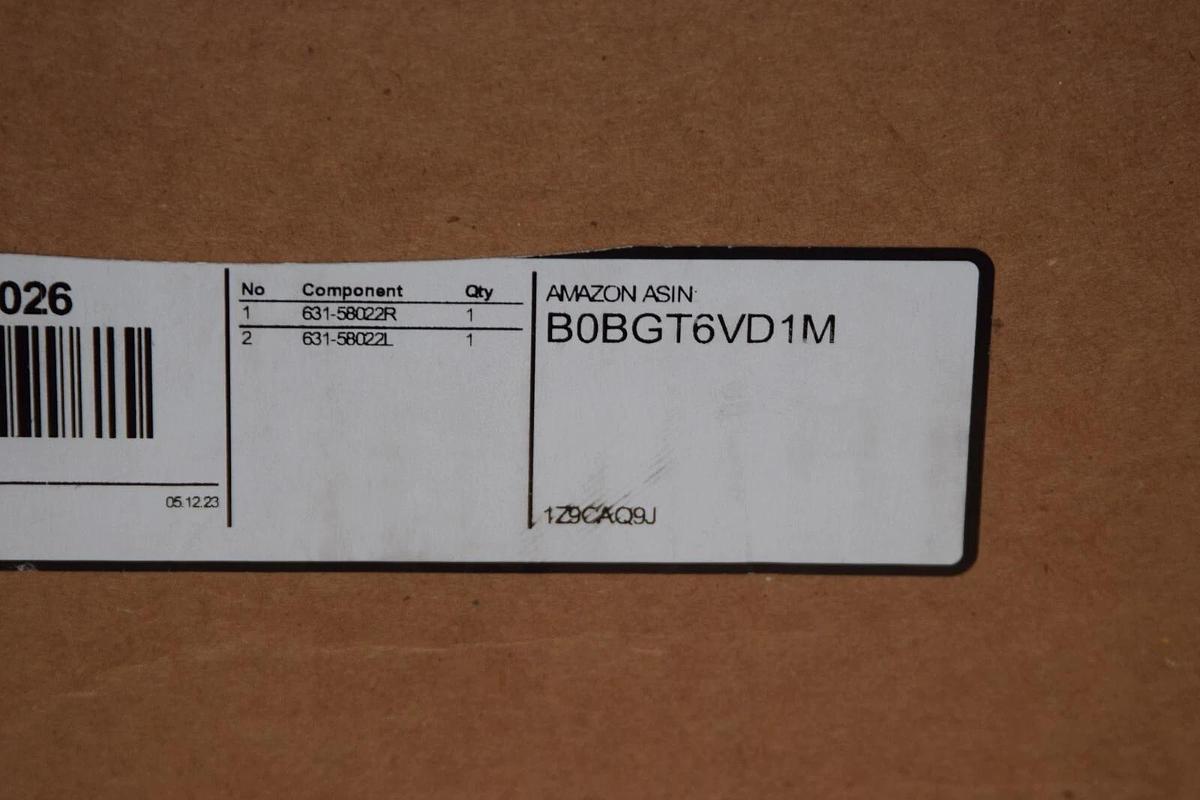 026
05.12.23
No Component Qty
1 631-58022R 1
2 631-58022L 1
AMAZON ASIN:
B0BGT6VD1M
1Z9CAQ9J